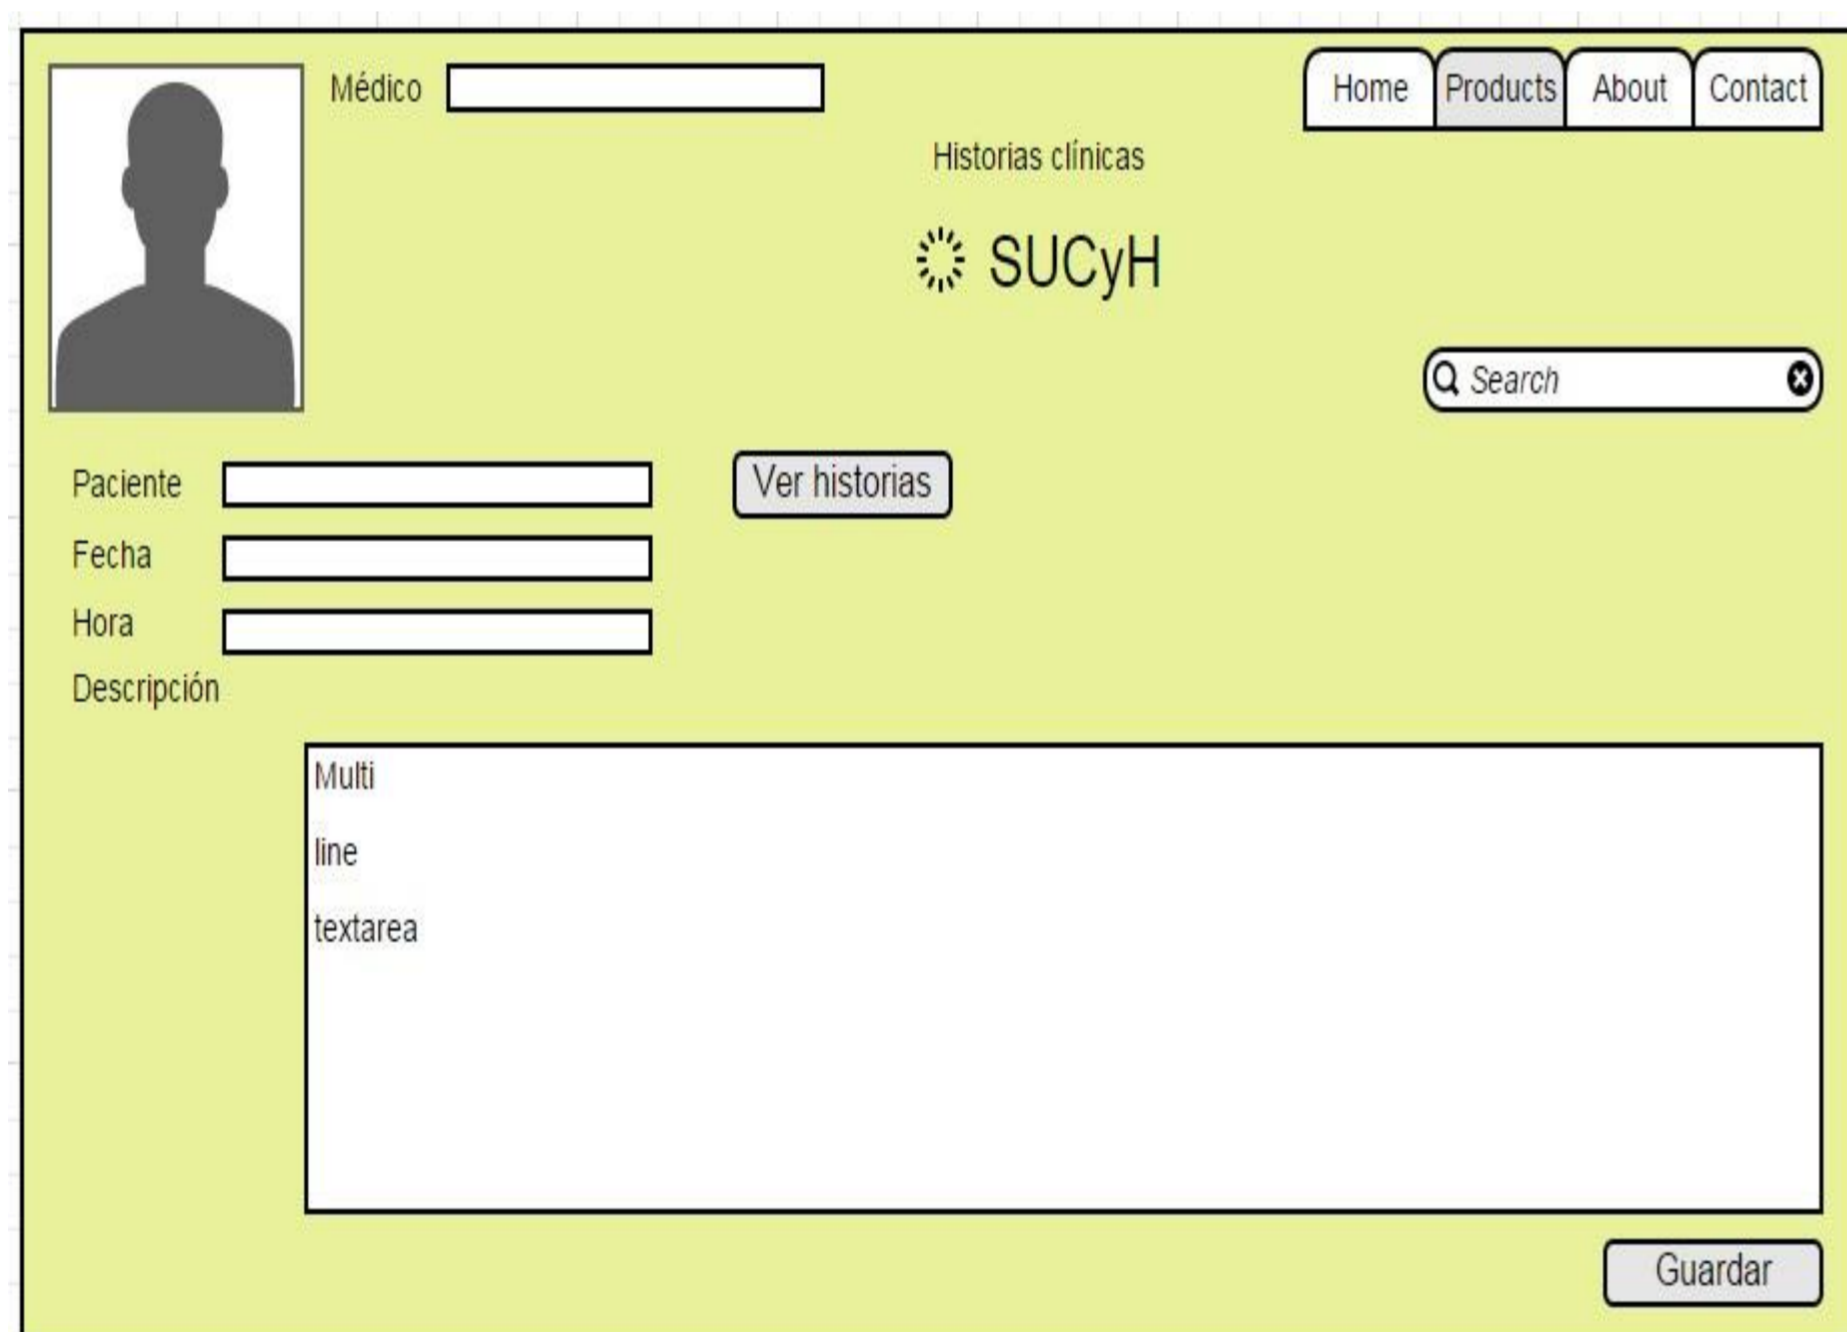 Médico
Home Products About Contact
Historias clínicas
SUCyH
Search
Paciente
Ver historias
Fecha
Hora
Descripción
Multi
line
textarea
Guardar